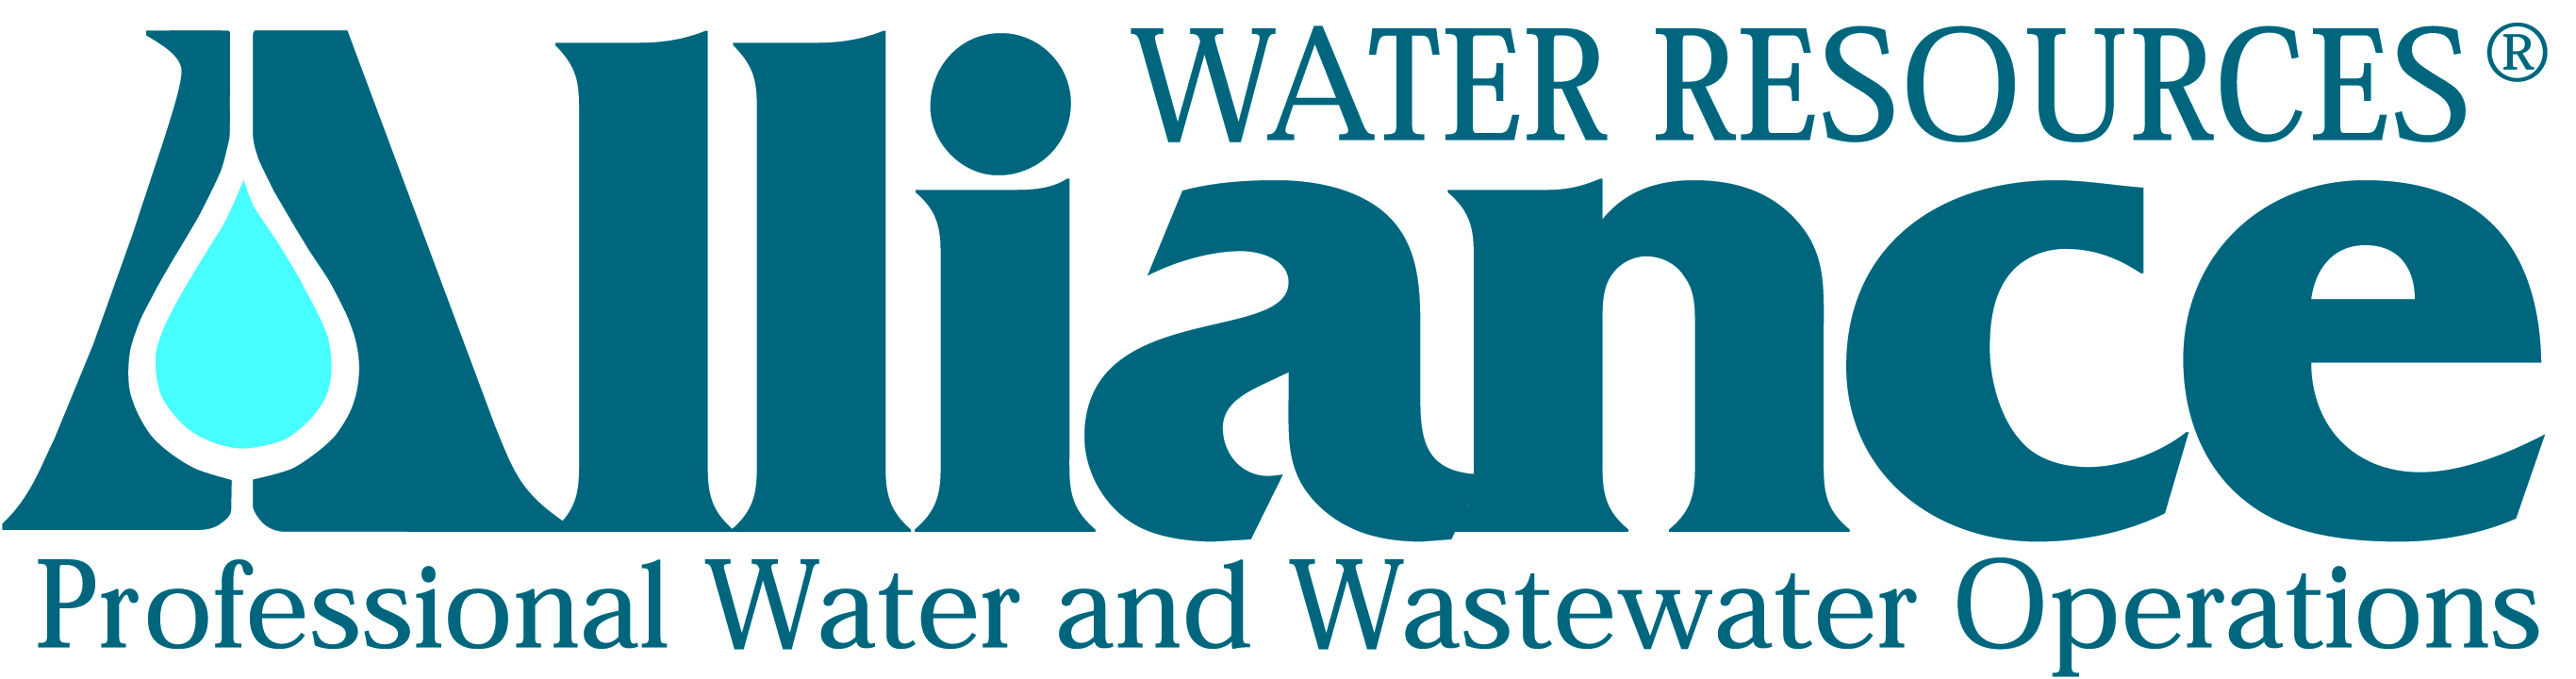 Alliance
WATER RESOURCES®
Professional Water and Wastewater Operations